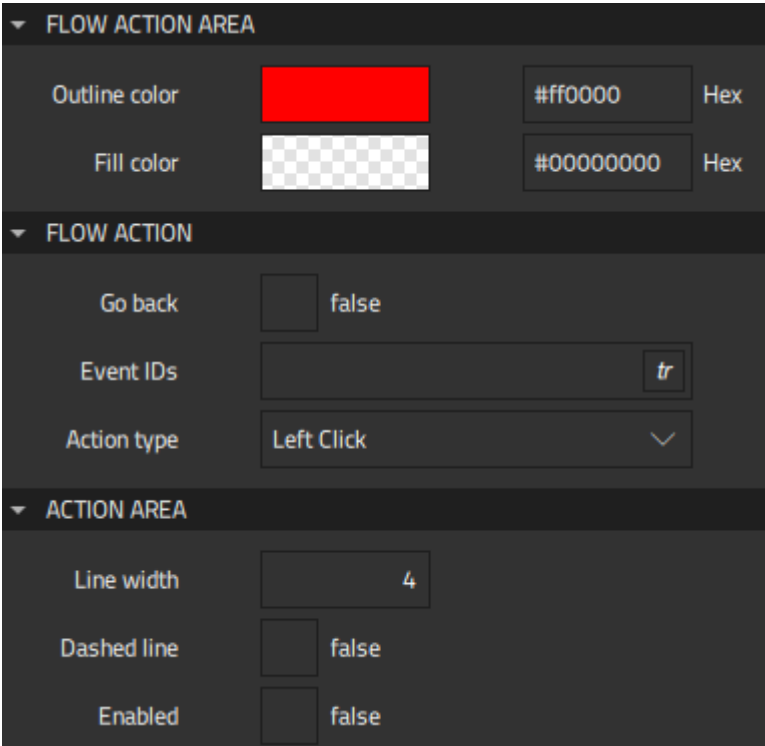 FLOW ACTION AREA
Outline color #ff0000 Hex
Fill color #00000000 Hex
FLOW ACTION
Go back false
Event IDs tr
Action type Left Click
ACTION AREA
Line width 4
Dashed line false
Enabled false